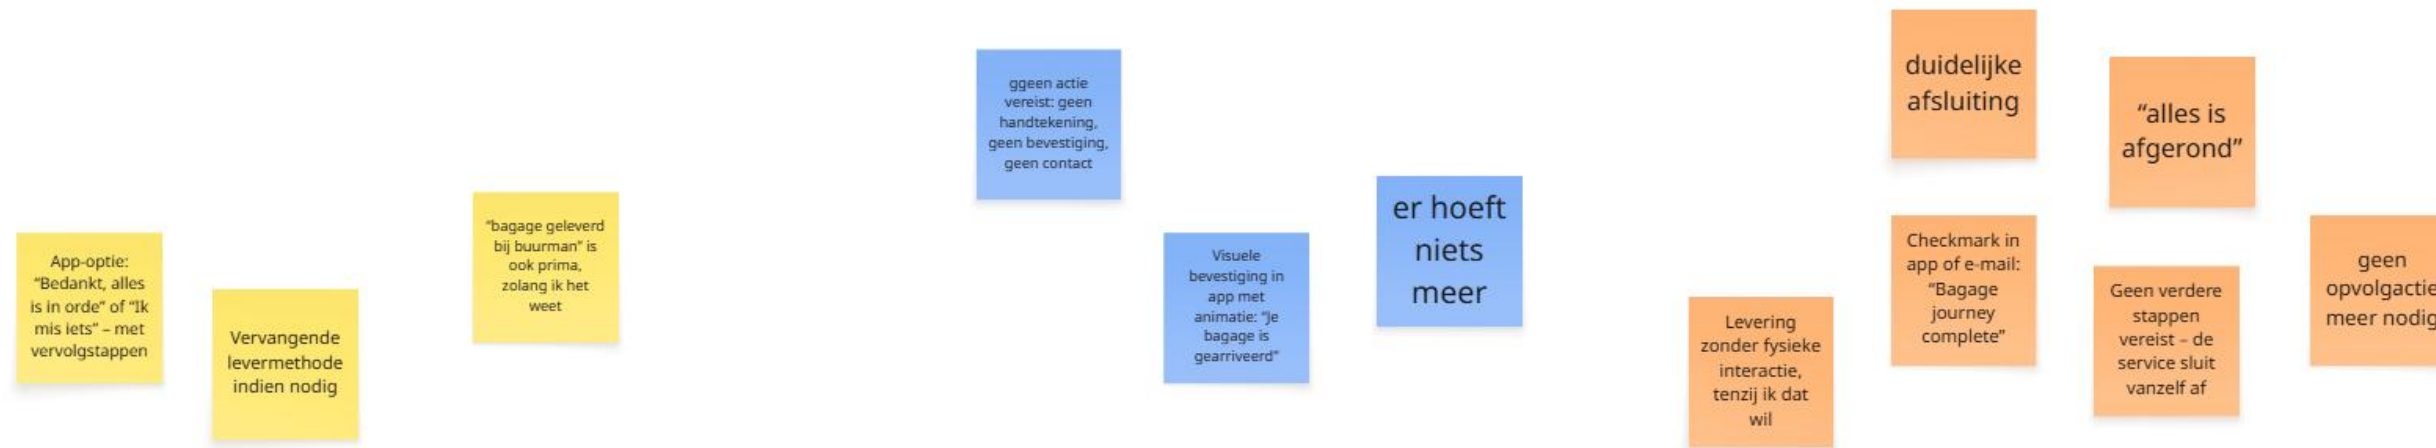 App-optie:
“Bedankt, alles
is in orde” of “Ik
mis iets” – met
vervolgstappen
Vervangende
levermethode
indien nodig
“bagage geleverd
bij buurman” is
ook prima,
zolang ik het
weet
ggeen actie
vereist: geen
handtekening,
geen bevestiging,
geen contact
Visuele
bevestiging in
app met
animatie: “Je
bagage is
gearriveerd”
er hoeft
niets
meer
Levering
zonder fysieke
interactie,
tenzij ik dat
wil
duidelijke
afsluiting
Checkmark in
app of e-mail:
“Bagage
journey
complete”
“alles is
afgerond”
Geen verdere
stappen
vereist – de
service sluit
vanzelf af
geen
opvolgactie
meer nodig